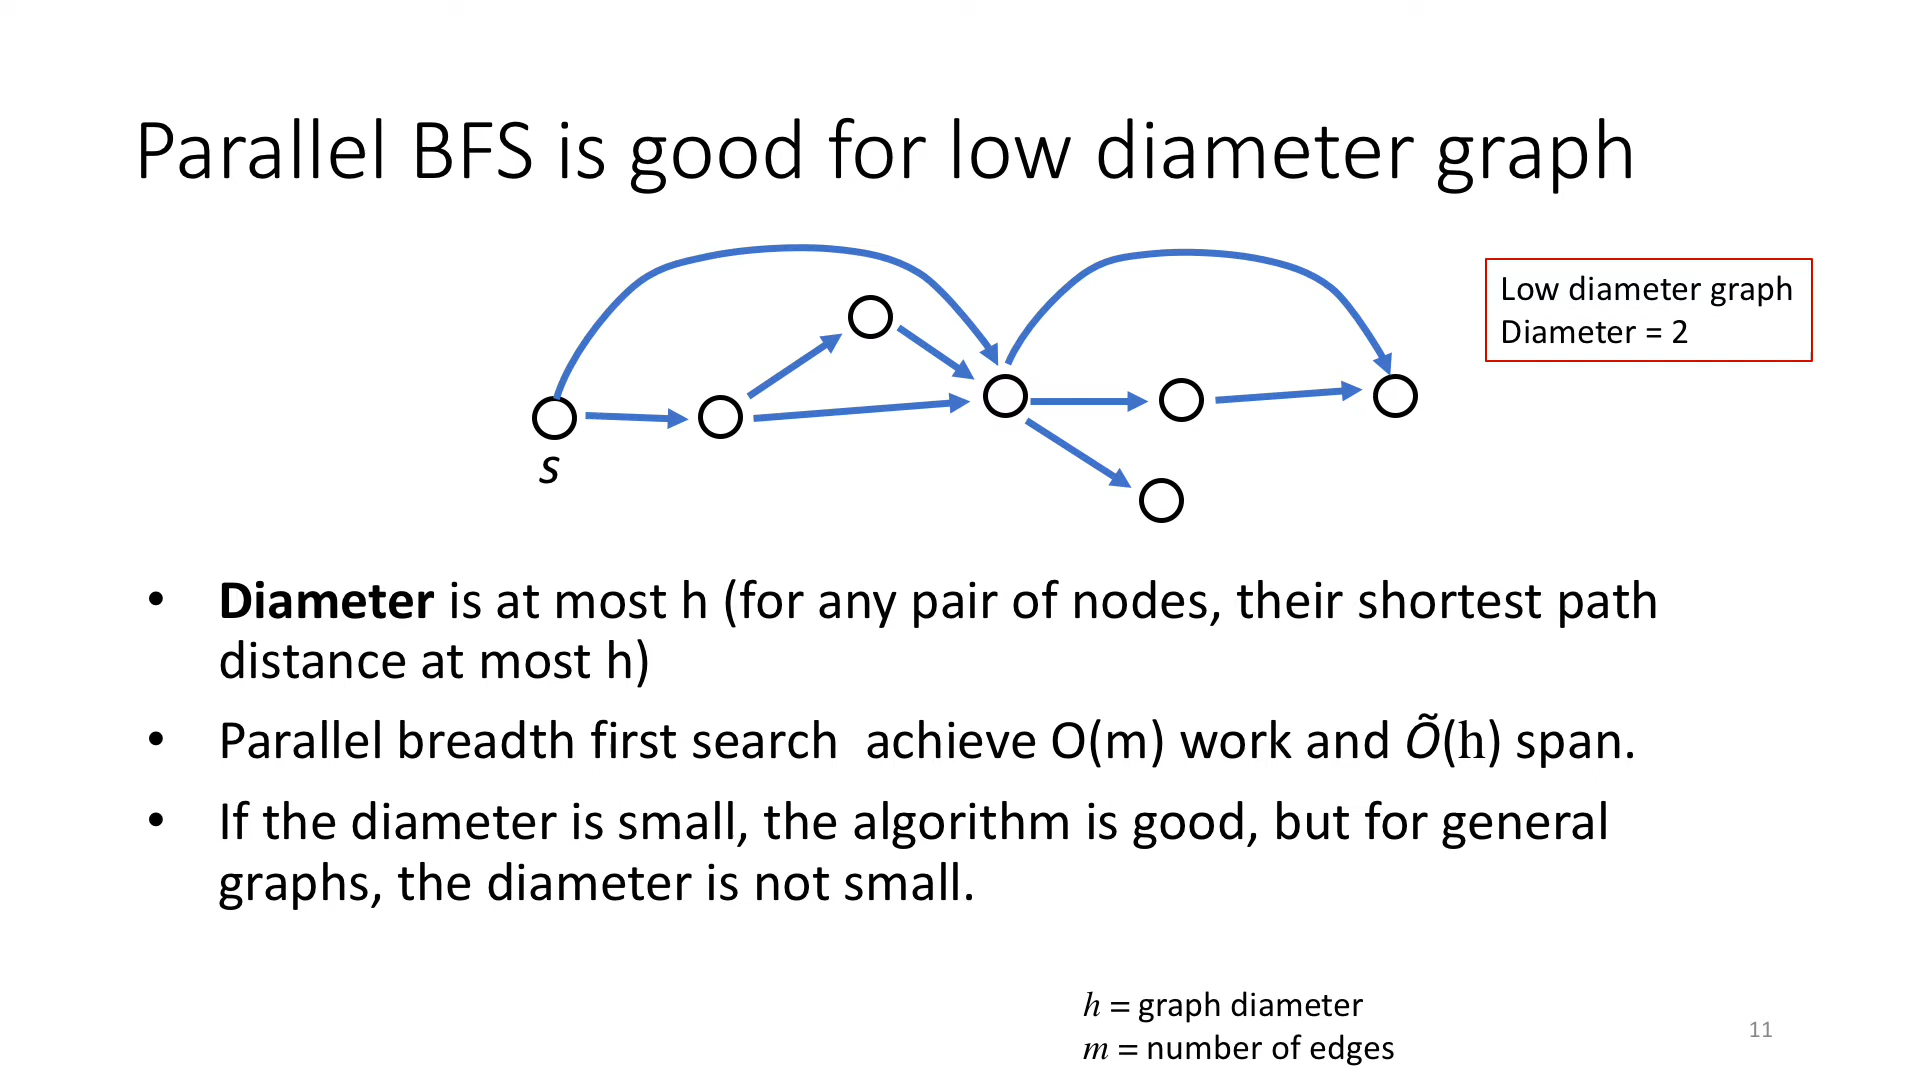 Parallel BFS is good for low diameter graph
Low diameter graph
Diameter = 2
s
• Diameter is at most h (for any pair of nodes, their shortest path
distance at most h)
• Parallel breadth first search  achieve O(m) work and Õ(h) span.
• If the diameter is small, the algorithm is good, but for general
graphs, the diameter is not small.
h = graph diameter
m = number of edges
11